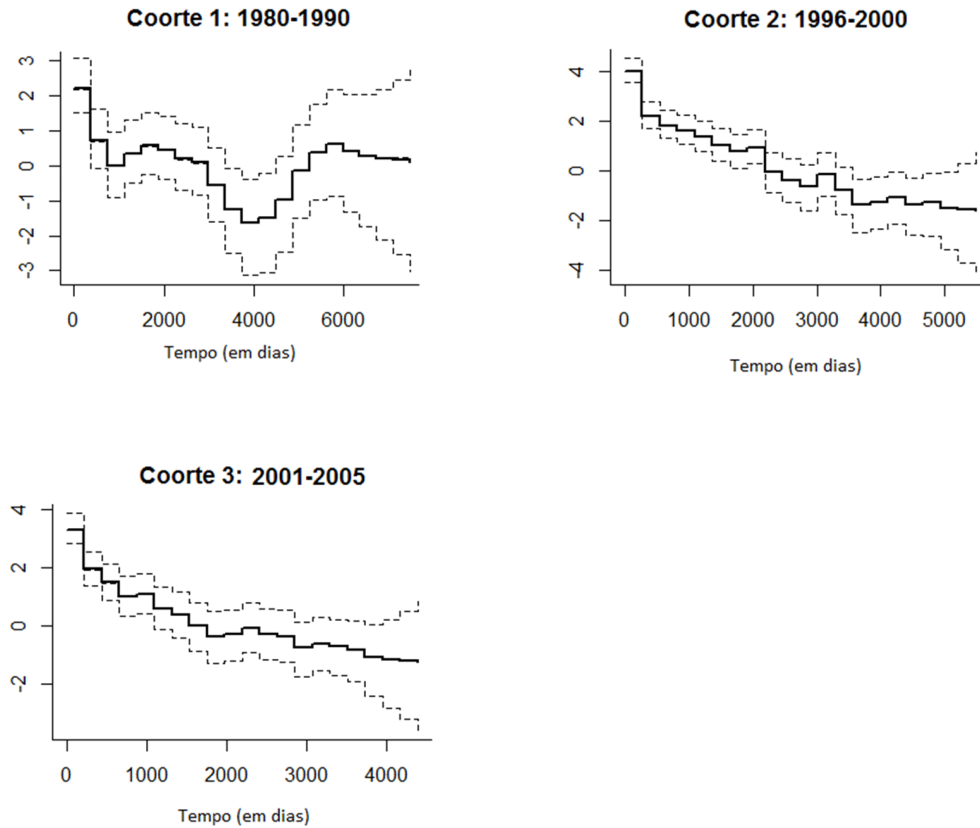 Coorte 1: 1980-1990
3
2
1
0
-1
-2
-3
0 2000 4000 6000
Tempo (em dias)
Coorte 2: 1996-2000
4
2
0
-2
-4
0 1000 2000 3000 4000 5000
Tempo (em dias)
Coorte 3: 2001-2005
4
2
0
-2
0 1000 2000 3000 4000
Tempo (em dias)